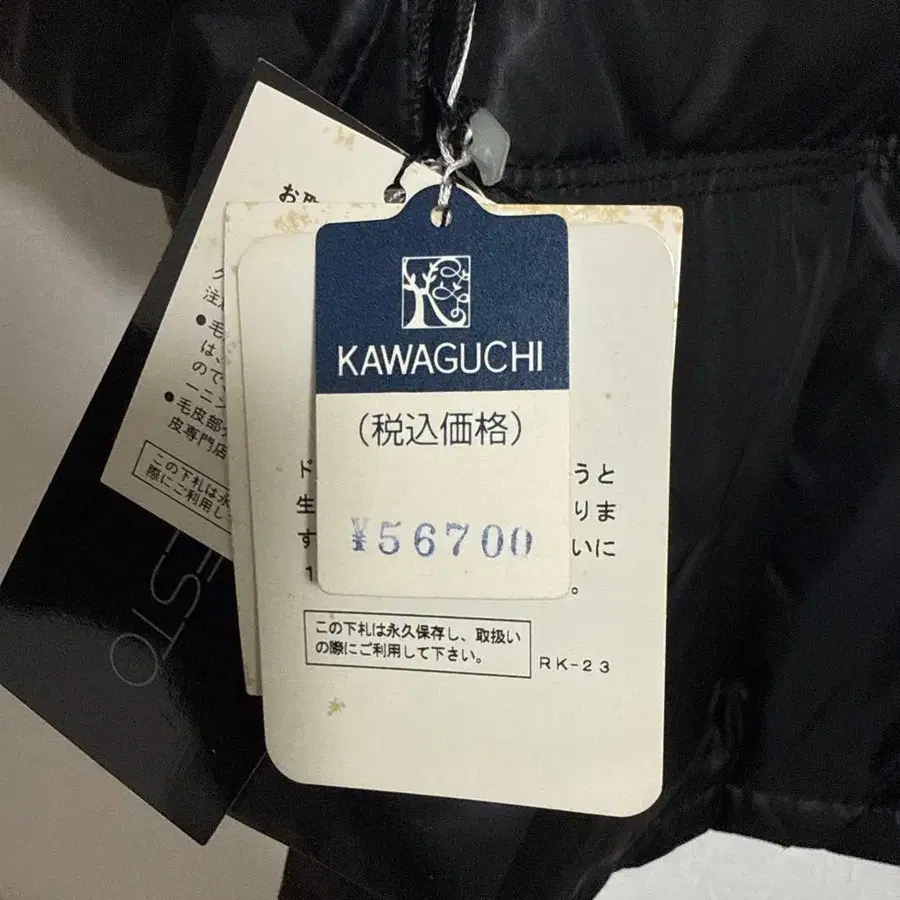 KAWAGUCHI
(税込価格)
¥56700
うと
生
りま
す
いに
。
この下札は永久保存し、取扱い
の際にご利用して下さい。
RK-23
お
注
●毛
は、
ので
ーニン
●毛皮部
皮専門店
この下札は永
際にご利用し
ESTO